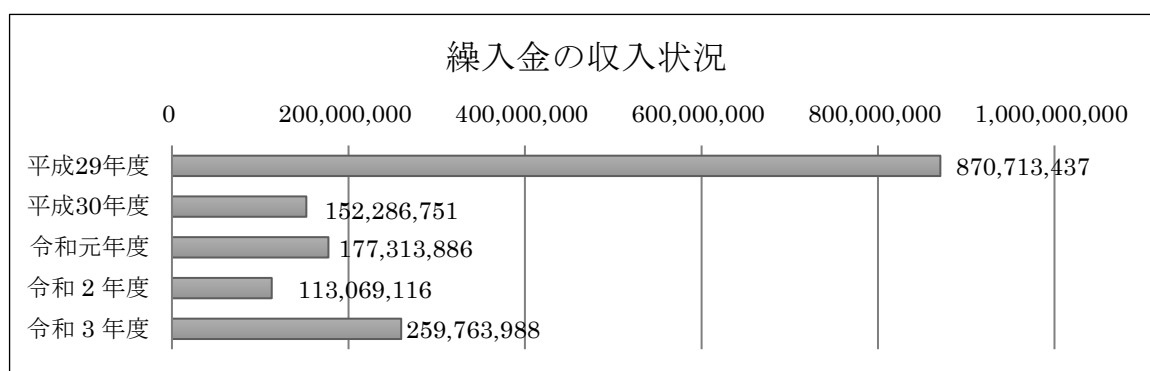 繰入金の収入状況
0 200,000,000 400,000,000 600,000,000 800,000,000 1,000,000,000
平成29年度 870,713,437
平成30年度 152,286,751
令和元年度 177,313,886
令和２年度 113,069,116
令和３年度 259,763,988